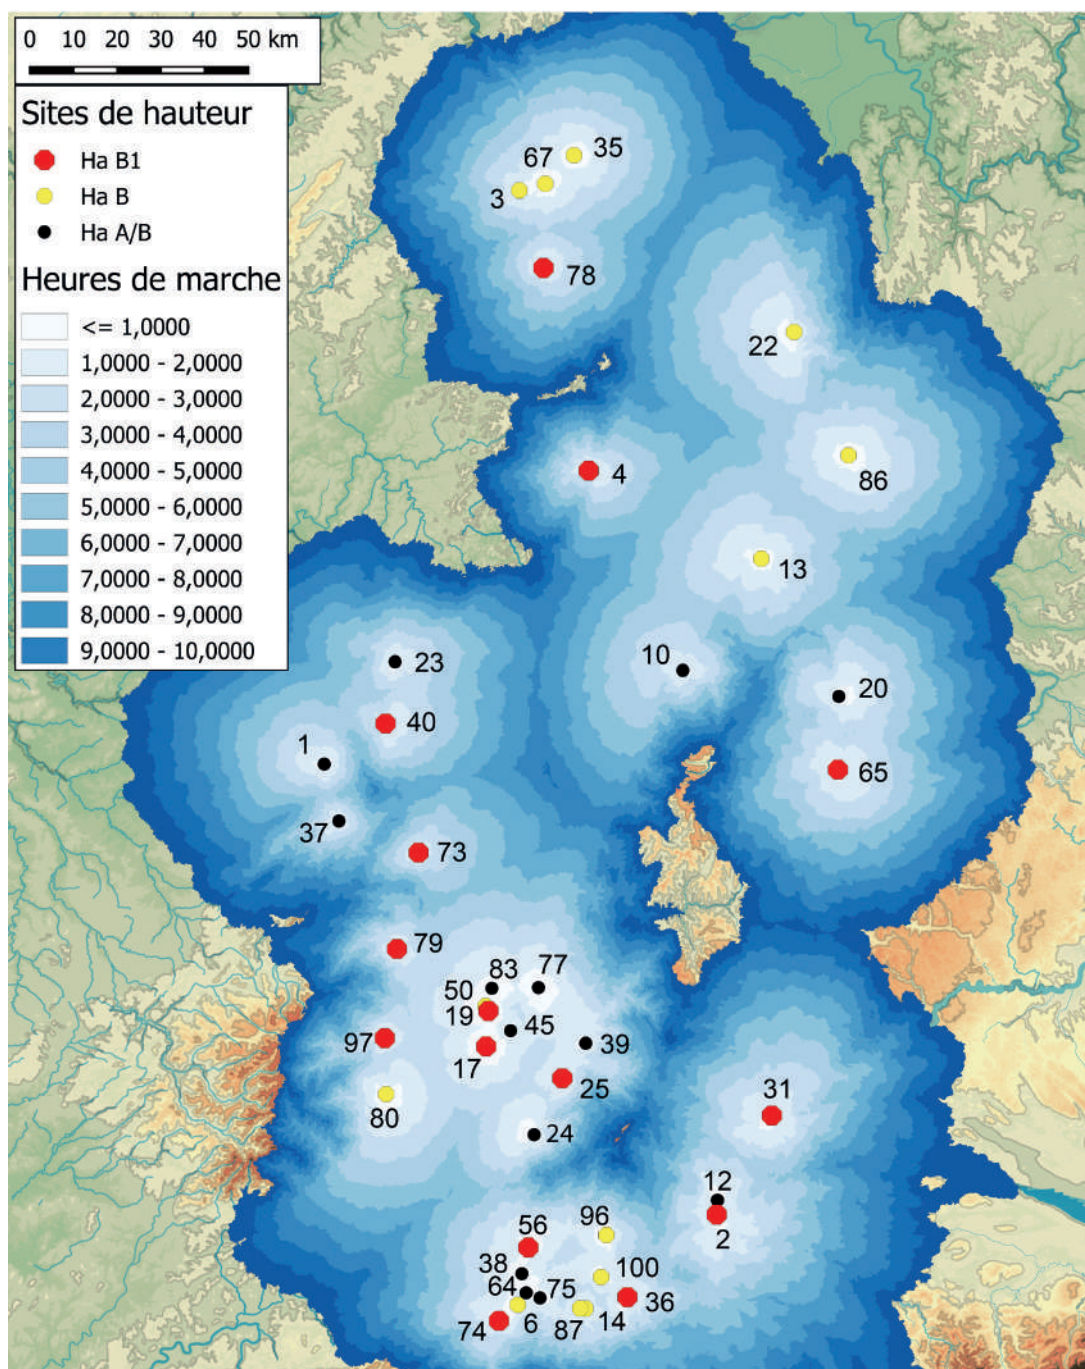 0 10 20 30 40 50 km
Sites de hauteur
Ha B1
Ha B
Ha A/B
Heures de marche
<= 1,0000
1,0000 - 2,0000
2,0000 - 3,0000
3,0000 - 4,0000
4,0000 - 5,0000
5,0000 - 6,0000
6,0000 - 7,0000
7,0000 - 8,0000
8,0000 - 9,0000
9,0000 - 10,0000
35
67
3
78
22
4
86
13
23
10
20
40
1
65
37
73
79
83 77
50
19
45
97
39
17
25
80
31
24
12
2
56
96
38
100
64
75
36
6
14
74
87